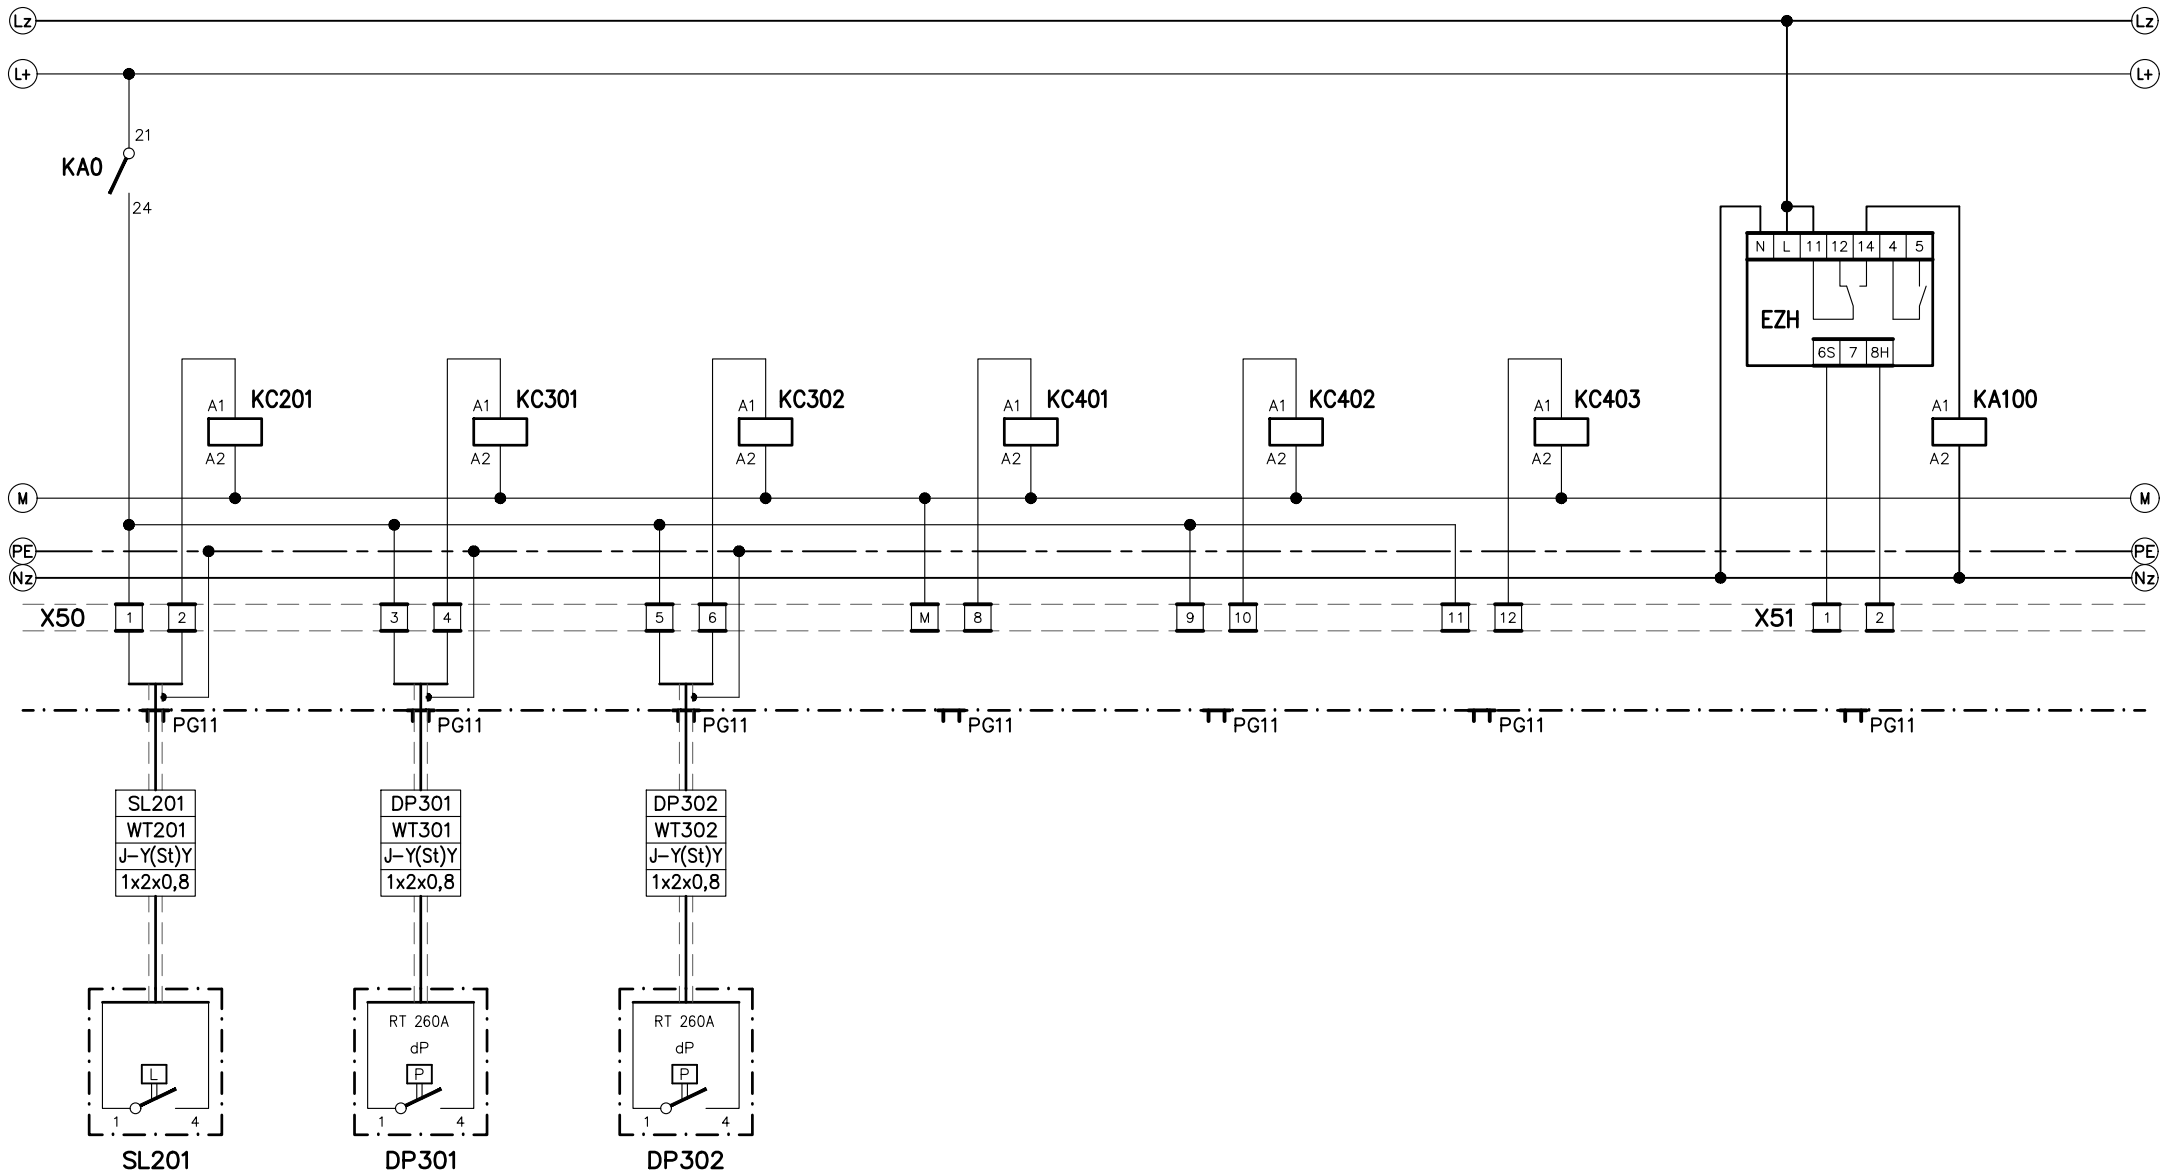 Lz Lz
L+ L+
21
KA0
24
N L 11 12 14 4 5
EZH
6S 7 8H
A1 KC201 A1 KC301 A1 KC302 A1 KC401 A1 KC402 A1 KC403 A1 KA100
A2 A2 A2 A2 A2 A2 A2
M M
PE PE
Nz Nz
X50 1 2 3 4 5 6 M 8 9 10 11 12 X51 1 2
PG11 PG11 PG11 PG11 PG11 PG11 PG11
SL201 DP301 DP302
WT201 WT301 WT302
J-Y(St)Y J-Y(St)Y J-Y(St)Y
1x2x0,8 1x2x0,8 1x2x0,8
RT 260A RT 260A
dP dP
L P P
1 4 1 4 1 4
SL201 DP301 DP302